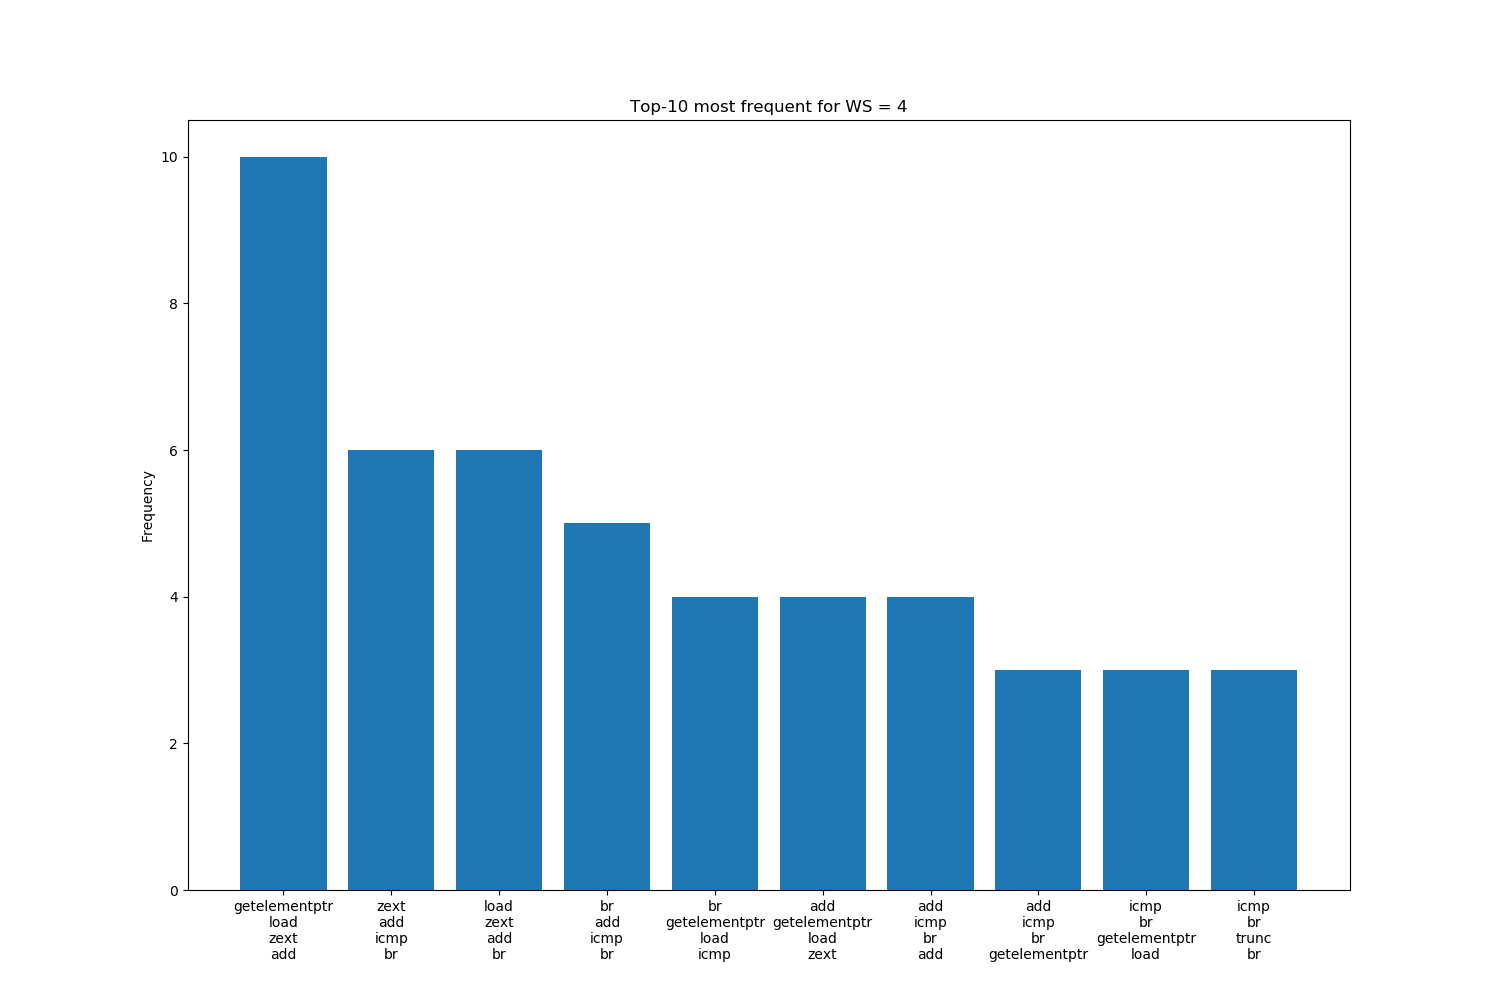 Top-10 most frequent for WS = 4
Frequency
10
8
6
4
2
0
getelementptr
load
zext
add
zext
add
icmp
br
load
zext
add
br
br
add
icmp
br
br
getelementptr
load
icmp
add
getelementptr
load
zext
add
icmp
br
add
add
icmp
br
getelementptr
icmp
br
getelementptr
load
icmp
br
trunc
br